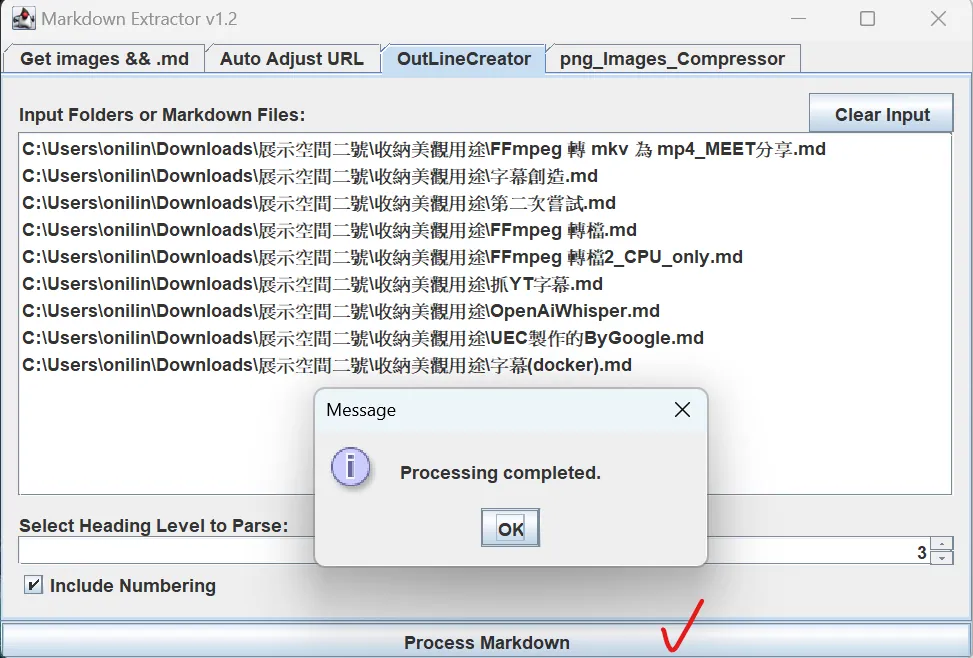 Markdown Extractor v1.2
Get images && .md
Auto Adjust URL
OutLineCreator
png_Images_Compressor
Input Folders or Markdown Files:
Clear Input
C:\Users\onilin\Downloads\展示空間二號\收納美觀用途\FFmpeg 轉 mkv 為 mp4_MEET分享.md
C:\Users\onilin\Downloads\展示空間二號\收納美觀用途\字幕創造.md
C:\Users\onilin\Downloads\展示空間二號\收納美觀用途\第二次嘗試.md
C:\Users\onilin\Downloads\展示空間二號\收納美觀用途\FFmpeg 轉檔.md
C:\Users\onilin\Downloads\展示空間二號\收納美觀用途\FFmpeg 轉檔2_CPU_only.md
C:\Users\onilin\Downloads\展示空間二號\收納美觀用途\抓YT字幕.md
C:\Users\onilin\Downloads\展示空間二號\收納美觀用途\OpenAiWhisper.md
C:\Users\onilin\Downloads\展示空間二號\收納美觀用途\UEC製作的ByGoogle.md
C:\Users\onilin\Downloads\展示空間二號\收納美觀用途\字幕(docker).md
Message
Processing completed.
OK
Select Heading Level to Parse:
3
Include Numbering
Process Markdown